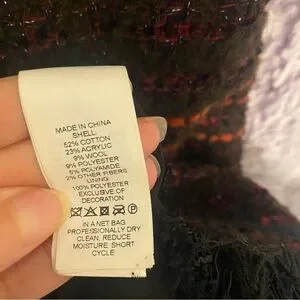 MADE IN CHINA
SHELL:
52% COTTON
23% ACRYLIC
9% WOOL
9% POLYESTER
5% POLYAMIDE
2% OTHER FIBERS
LINING:
100% POLYESTER
EXCLUSIVE OF
DECORATION
IN A NET BAG
PROFESSIONALLY DRY
CLEAN, REDUCE
MOISTURE, SHORT
CYCLE